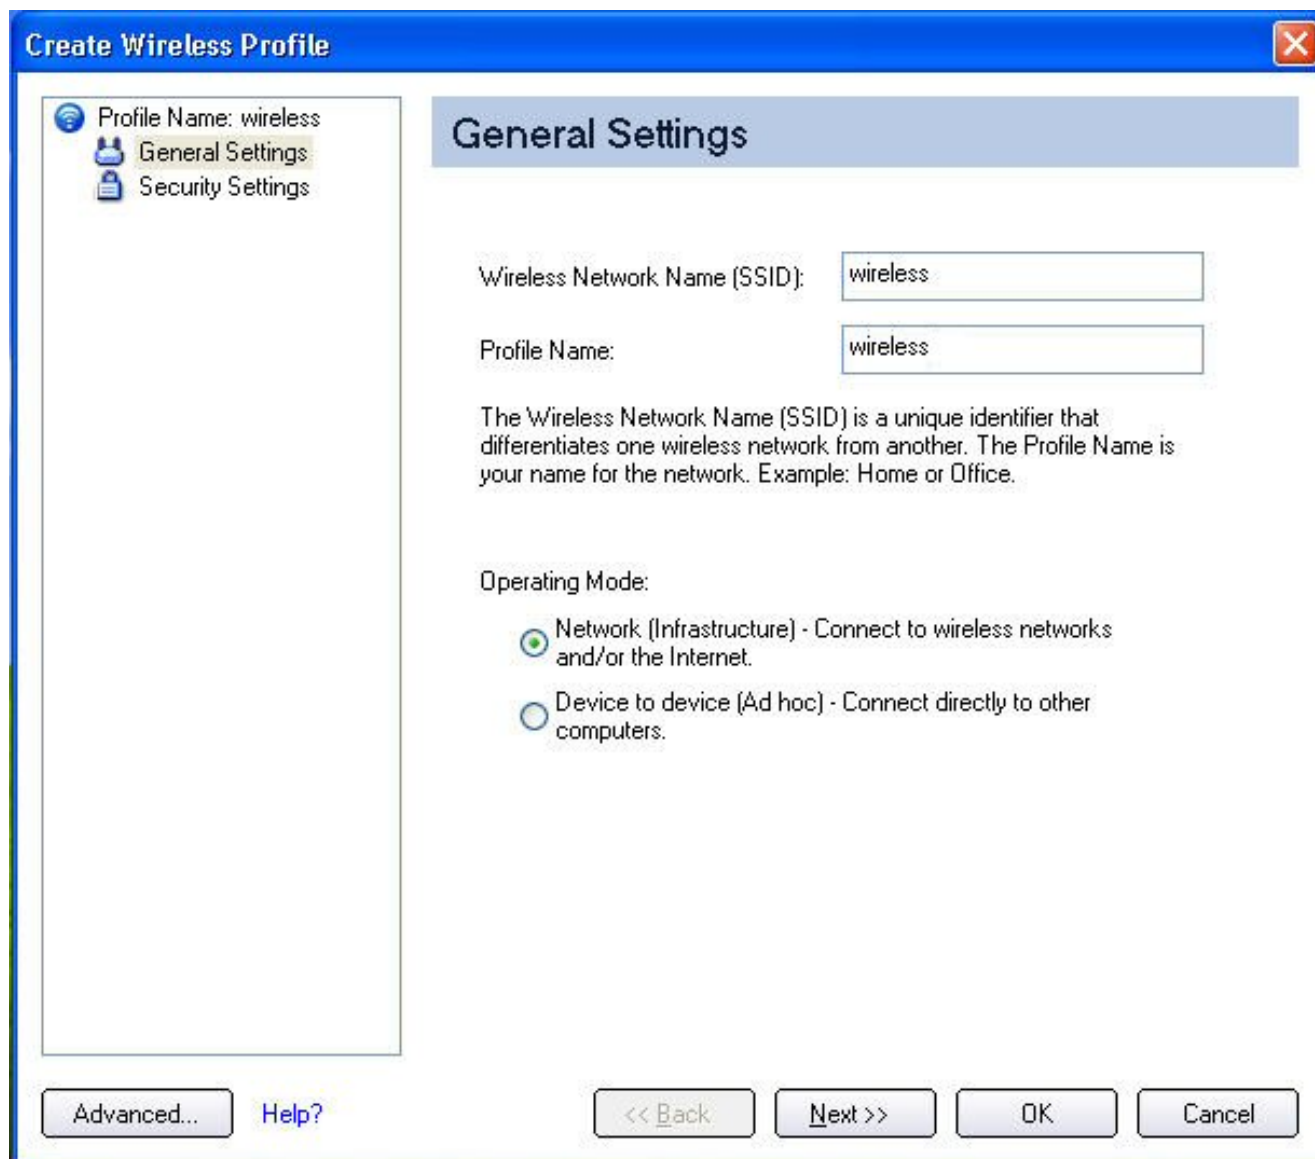 Create Wireless Profile
Profile Name: wireless
General Settings
Security Settings
General Settings
Wireless Network Name (SSID): wireless
Profile Name: wireless
The Wireless Network Name (SSID) is a unique identifier that
differentiates one wireless network from another. The Profile Name is
your name for the network. Example: Home or Office.
Operating Mode:
Network (Infrastructure) - Connect to wireless networks
and/or the Internet.
Device to device (Ad hoc) - Connect directly to other
computers.
Advanced... Help? << Back Next >> OK Cancel